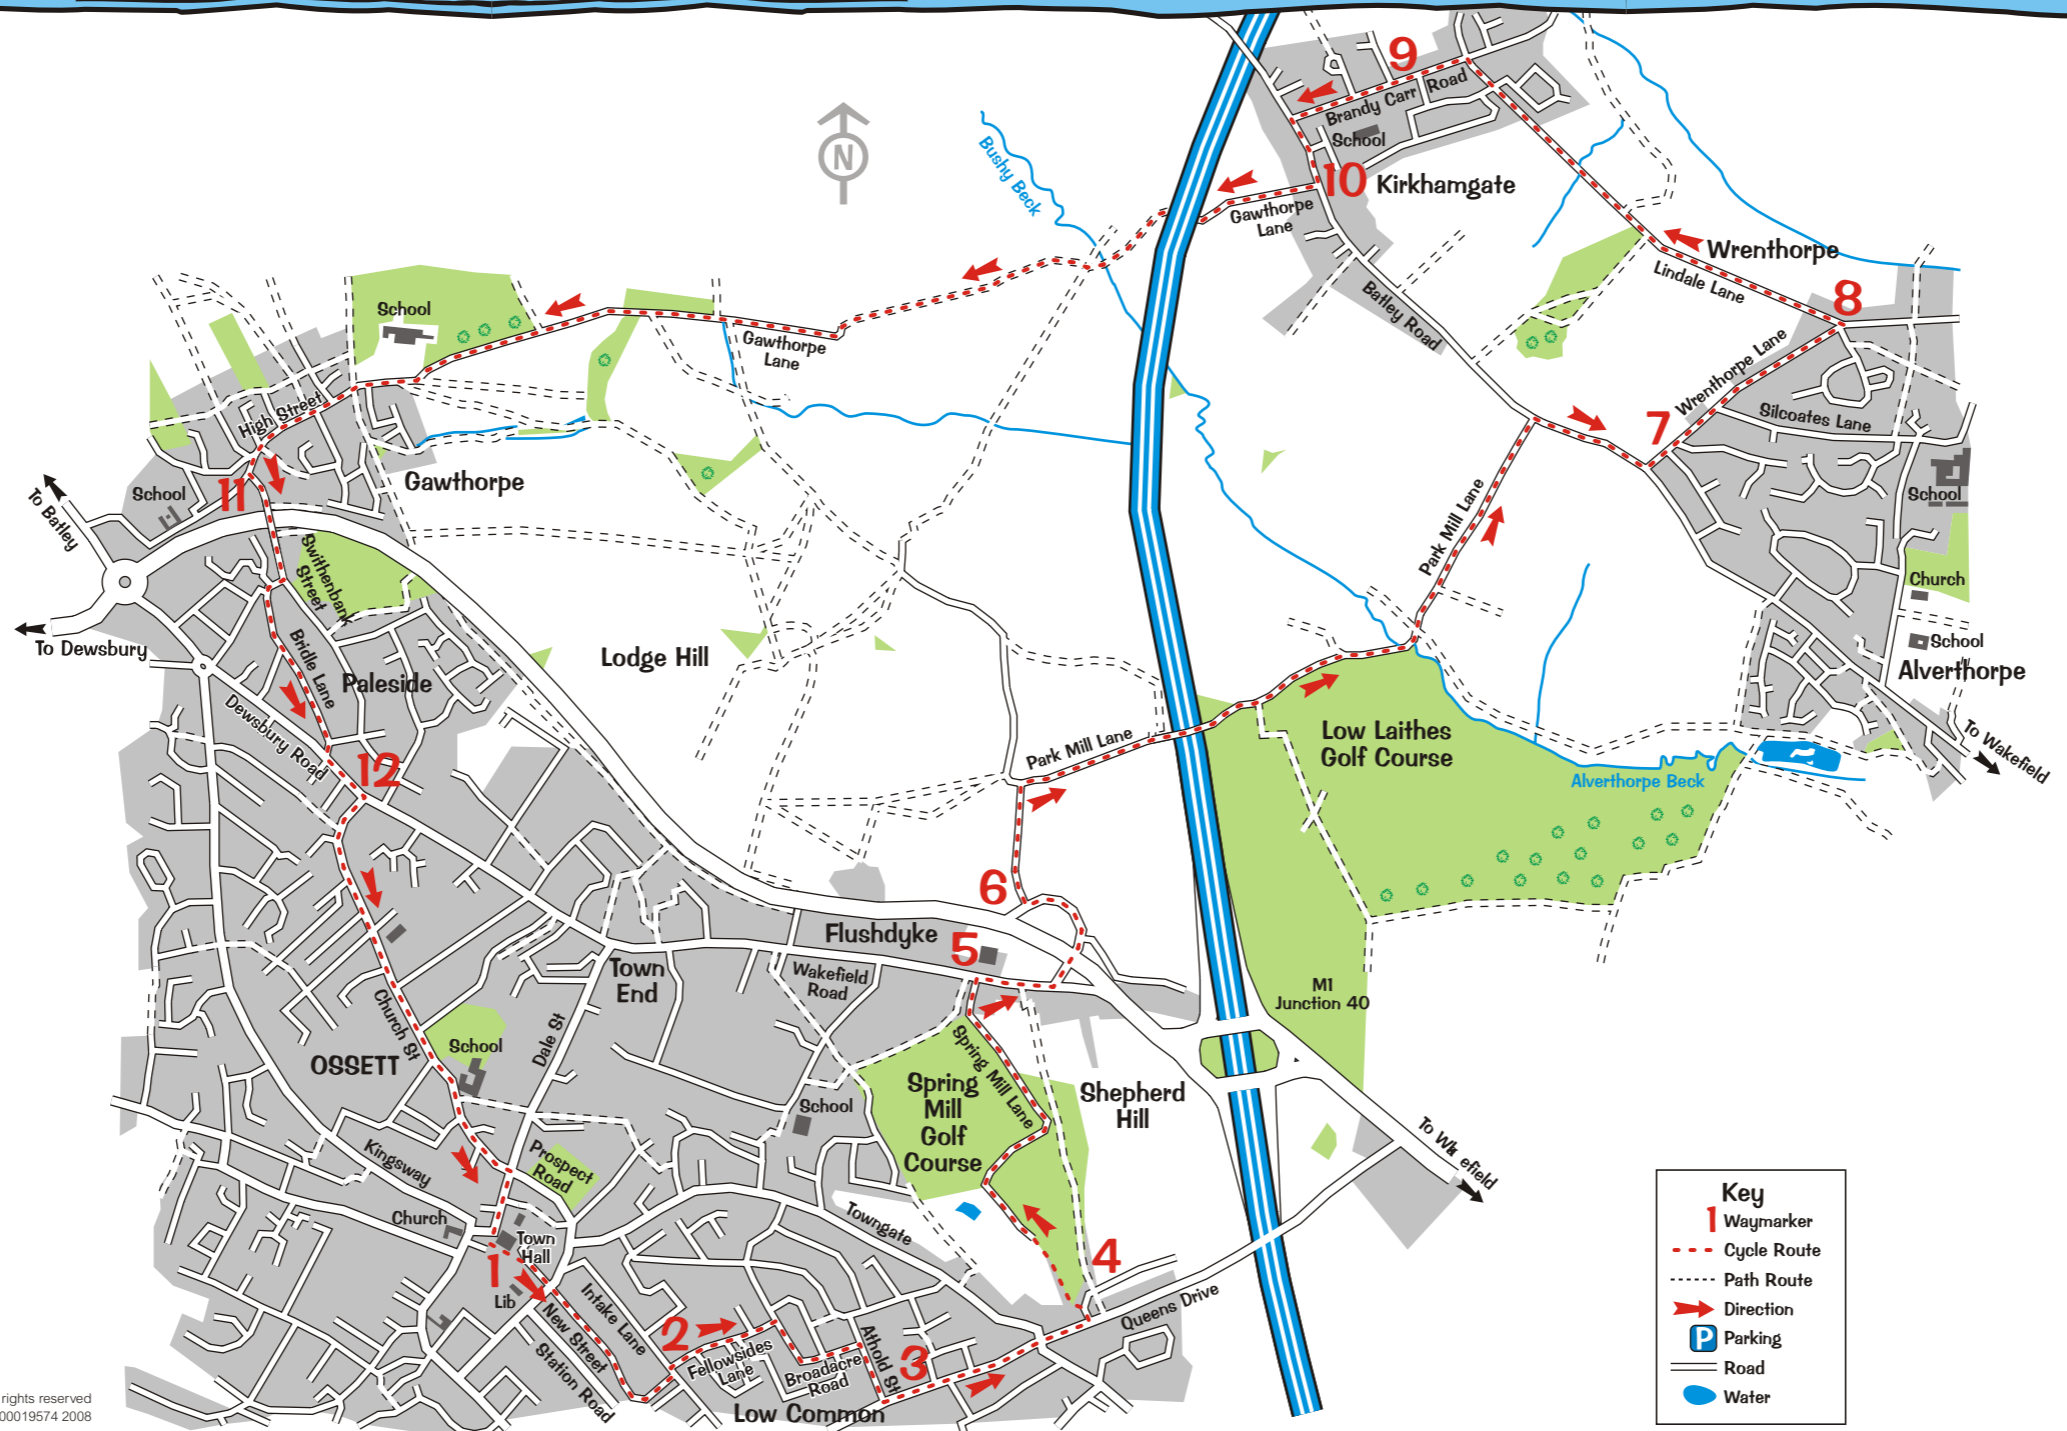 9
Brandy Carr Road
School
10
Kirkhamgate
N
Bushy Beck
Gawthorpe
Lane
Wrenthorpe
Lindale Lane
8
Batley Road
School
Gawthorpe
Lane
Wrenthorpe Lane
Silcoates Lane
7
High Street
Gawthorpe
School
11
School
To Batley
Park Mill Lane
Swithenbank
Street
Church
School
Alverthorpe
To Dewsbury
Bridle Lane
Paleside
Lodge Hill
Dewsbury Road
12
Park Mill Lane
Low Laithes
Golf Course
Alverthorpe Beck
To Wakefield
6
Flushdyke
5
Town
End
Wakefield
Road
M1
Junction 40
Church St
Dale St
School
OSSETT
Spring Mill Lane
Spring
Mill
Golf
Course
Shepherd
Hill
School
Kingsway
Prospect
Road
To Wk efield
Church
Town
Hall
1
Lib
Towngate
4
Queens Drive
Intake Lane
New Street
Station Road
2
Fellowsides
Lane
Broadacre
Road
Athold St
3
Low Common
Key
1 Waymarker
Cycle Route
Path Route
Direction
P Parking
Road
Water
rights reserved
00019574 2008